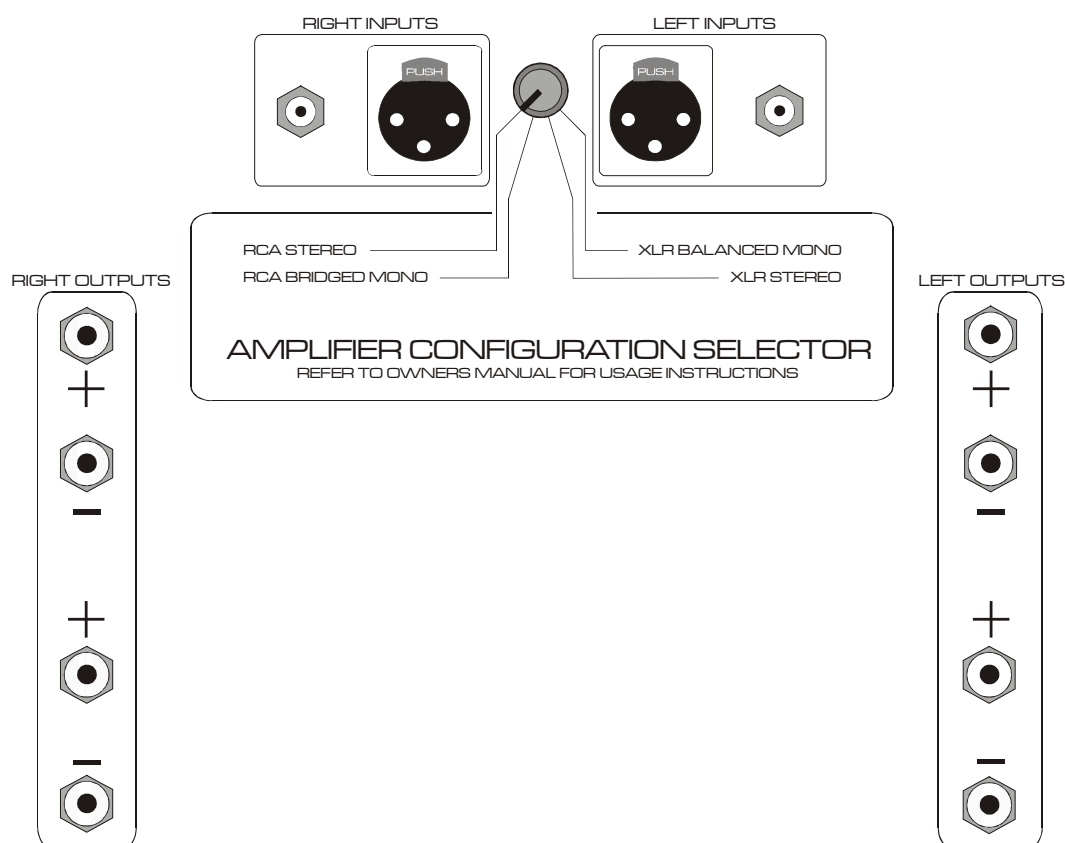 RIGHT INPUTS
LEFT INPUTS
PUSH
PUSH
RCA STEREO
XLR BALANCED MONO
RCA BRIDGED MONO
XLR STEREO
RIGHT OUTPUTS
LEFT OUTPUTS
AMPLIFIER CONFIGURATION SELECTOR
REFER TO OWNERS MANUAL FOR USAGE INSTRUCTIONS
+
+
-
-
+
+
-
-